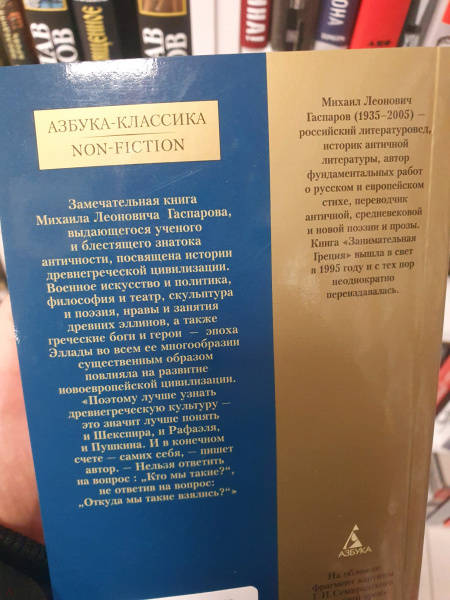 АЗБУКА-КЛАССИКА
NON-FICTION
Замечательная книга
Михаила Леоновича Гаспарова,
выдающегося ученого
и блестящего знатока
античности, посвящена истории
древнегреческой цивилизации.
Военное искусство и политика,
философия и театр, скульптура
и поэзия, нравы и занятия
древних эллинов, а также
греческие боги и герои — эпоха
Эллады во всем ее многообразии
существенным образом
повлияла на развитие
новоевропейской цивилизации.
«Поэтому лучше узнать
древнегреческую культуру —
это значит лучше понять
и Шекспира, и Рафаэля,
и Пушкина. И в конечном
счете — самих себя, — пишет
автор. — Нельзя ответить
на вопрос : „Кто мы такие?“,
не ответив на вопрос:
„Откуда мы такие взялись?“»
Михаил Леонович
Гаспаров (1935–2005) —
российский литературовед,
историк античной
литературы, автор
фундаментальных работ
о русском и европейском
стихе, переводчик
античной, средневековой
и новой поэзии и прозы.
Книга «Занимательная
Греция» вышла в свет
в 1995 году и с тех пор
неоднократно
переиздавалась.
АЗБУКА
На обложке:
фрагмент картины
Г.И. Семирадского